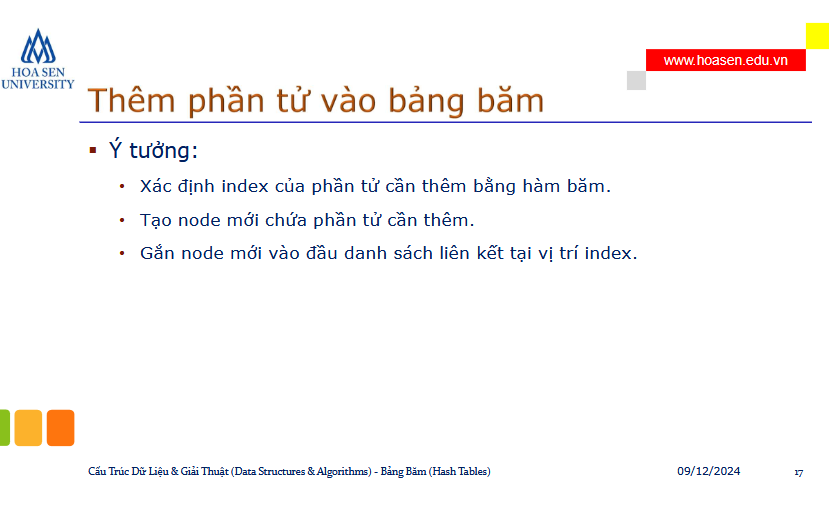 HOA SEN
UNIVERSITY
www.hoasen.edu.vn
Thêm phần tử vào bảng băm
Ý tưởng:
Xác định index của phần tử cần thêm bằng hàm băm.
Tạo node mới chứa phần tử cần thêm.
Gắn node mới vào đầu danh sách liên kết tại vị trí index.
Cấu Trúc Dữ Liệu & Giải Thuật (Data Structures & Algorithms) - Bảng Băm (Hash Tables)
09/12/2024
17